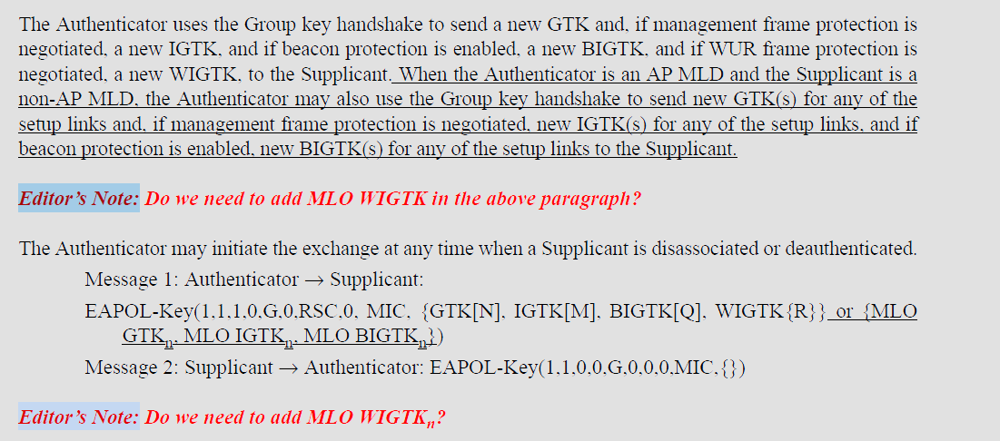 The Authenticator uses the Group key handshake to send a new GTK and, if management frame protection is
negotiated, a new IGTK, and if beacon protection is enabled, a new BIGTK, and if WUR frame protection is
negotiated, a new WIGTK, to the Supplicant. When the Authenticator is an AP MLD and the Supplicant is a
non-AP MLD, the Authenticator may also use the Group key handshake to send new GTK(s) for any of the
setup links and, if management frame protection is negotiated, new IGTK(s) for any of the setup links, and if
beacon protection is enabled, new BIGTK(s) for any of the setup links to the Supplicant.
Editor's Note: Do we need to add MLO WIGTK in the above paragraph?
The Authenticator may initiate the exchange at any time when a Supplicant is disassociated or deauthenticated.
Message 1: Authenticator → Supplicant:
EAPOL-Key(1,1,1,0,G,0,RSC,0, MIC, {GTK[N], IGTK[M], BIGTK[Q], WIGTK{R}} or {MLO
GTKn, MLO IGTKn, MLO BIGTKn})
Message 2: Supplicant → Authenticator: EAPOL-Key(1,1,0,0,G,0,0,0,MIC,{})
Editor's Note: Do we need to add MLO WIGTKn?